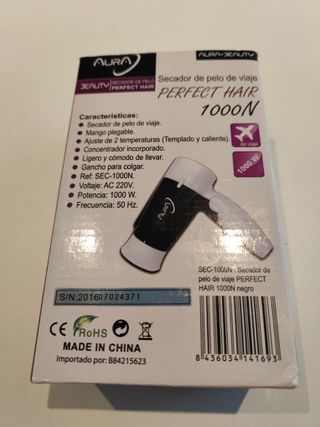 AURA
AURA·BEAUTY
BEAUTY
SECADOR DE PELO
PERFECT HAIR
Secador de pelo de viaje
PERFECT HAIR
1000N
Características:
Secador de pelo de viaje.
Mango plegable.
Ajuste de 2 temperaturas (Templado y caliente).
Concentrador incorporado.
Ligero y cómodo de llevar.
Gancho para colgar.
Ref: SEC-1000N.
Voltaje: AC 220V.
Potencia: 1000 W.
Frecuencia: 50 Hz.
de viaje
1000 W
AURA
SEC-1000N : Secador de
pelo de viaje PERFECT
HAIR 1000N negro
S/N:201607024371
CE RoHS
MADE IN CHINA
Importado por: B84215623
8 436034 141693